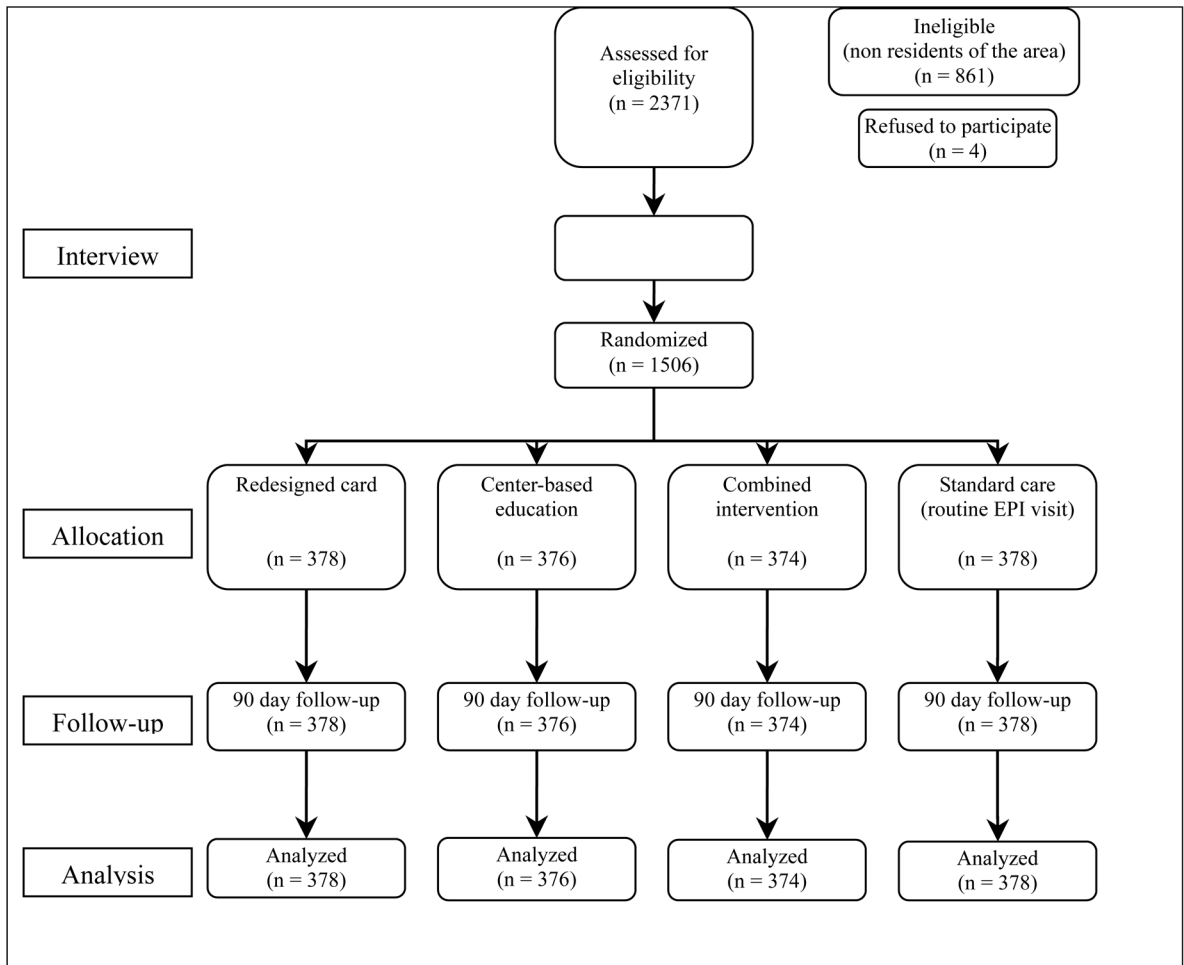 Assessed for
eligibility
(n = 2371)
Ineligible
(non residents of the area)
(n = 861)
Refused to participate
(n = 4)
Interview
Randomized
(n = 1506)
Allocation
Redesigned card
(n = 378)
Center-based
education
(n = 376)
Combined
intervention
(n = 374)
Standard care
(routine EPI visit)
(n = 378)
Follow-up
90 day follow-up
(n = 378)
90 day follow-up
(n = 376)
90 day follow-up
(n = 374)
90 day follow-up
(n = 378)
Analysis
Analyzed
(n = 378)
Analyzed
(n = 376)
Analyzed
(n = 374)
Analyzed
(n = 378)